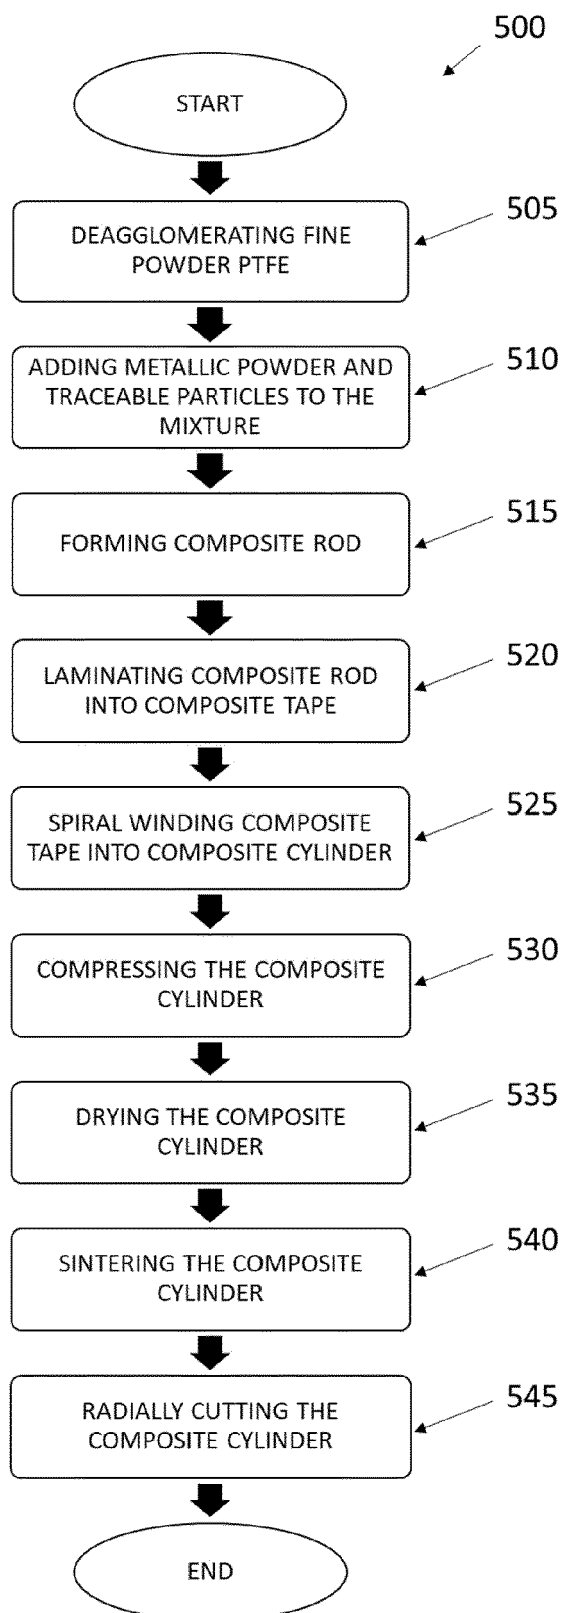 500
START
505
DEAGGLOMERATING FINE
POWDER PTFE
510
ADDING METALLIC POWDER AND
TRACEABLE PARTICLES TO THE
MIXTURE
515
FORMING COMPOSITE ROD
520
LAMINATING COMPOSITE ROD
INTO COMPOSITE TAPE
525
SPIRAL WINDING COMPOSITE
TAPE INTO COMPOSITE CYLINDER
530
COMPRESSING THE COMPOSITE
CYLINDER
535
DRYING THE COMPOSITE
CYLINDER
540
SINTERING THE COMPOSITE
CYLINDER
545
RADIALLY CUTTING THE
COMPOSITE CYLINDER
END